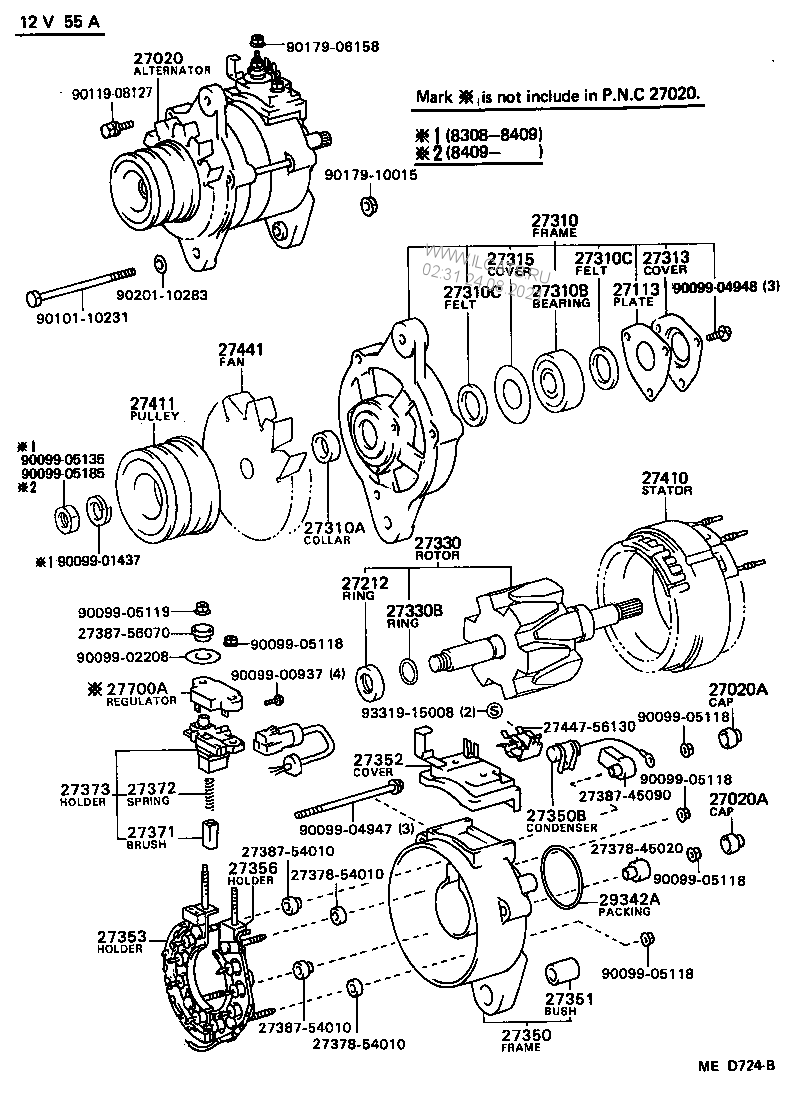 12 V 55 A
90179-06158
27020
ALTERNATOR
90119-08127
Mark ※, is not include in P.N.C 27020.
※1 (8308-8409)
※2 (8409-      )
90179-10015
90201-10283
90101-10231
27310
FRAME
WWW.ILCATS.RU
27315
COVER
27310C
FELT
27313
COVER
27310C
FELT
27310B
BEARING
27113
PLATE
90099-04948 (3)
27441
FAN
27411
PULLEY
※1
90099-05135
90099-05185
※2
※1 90099-01437
27310A
COLLAR
27410
STATOR
27330
ROTOR
27212
RING
27330B
RING
90099-05119
27387-56070
90099-05118
90099-02208
90099-00937 (4)
※ 27700A
REGULATOR
93319-15008 (2) S
27447-56130
90099-05118
27020A
CAP
27352
COVER
27373
HOLDER
27372
SPRING
27371
BRUSH
90099-04947 (3)
27350B
CONDENSER
27387-45090
90099-05118
27020A
CAP
27387-54010
27356
HOLDER
27378-54010
27378-45020
90099-05118
29342A
PACKING
27353
HOLDER
90099-05118
27351
BUSH
27387-54010
27378-54010
27350
FRAME
ME D724-B